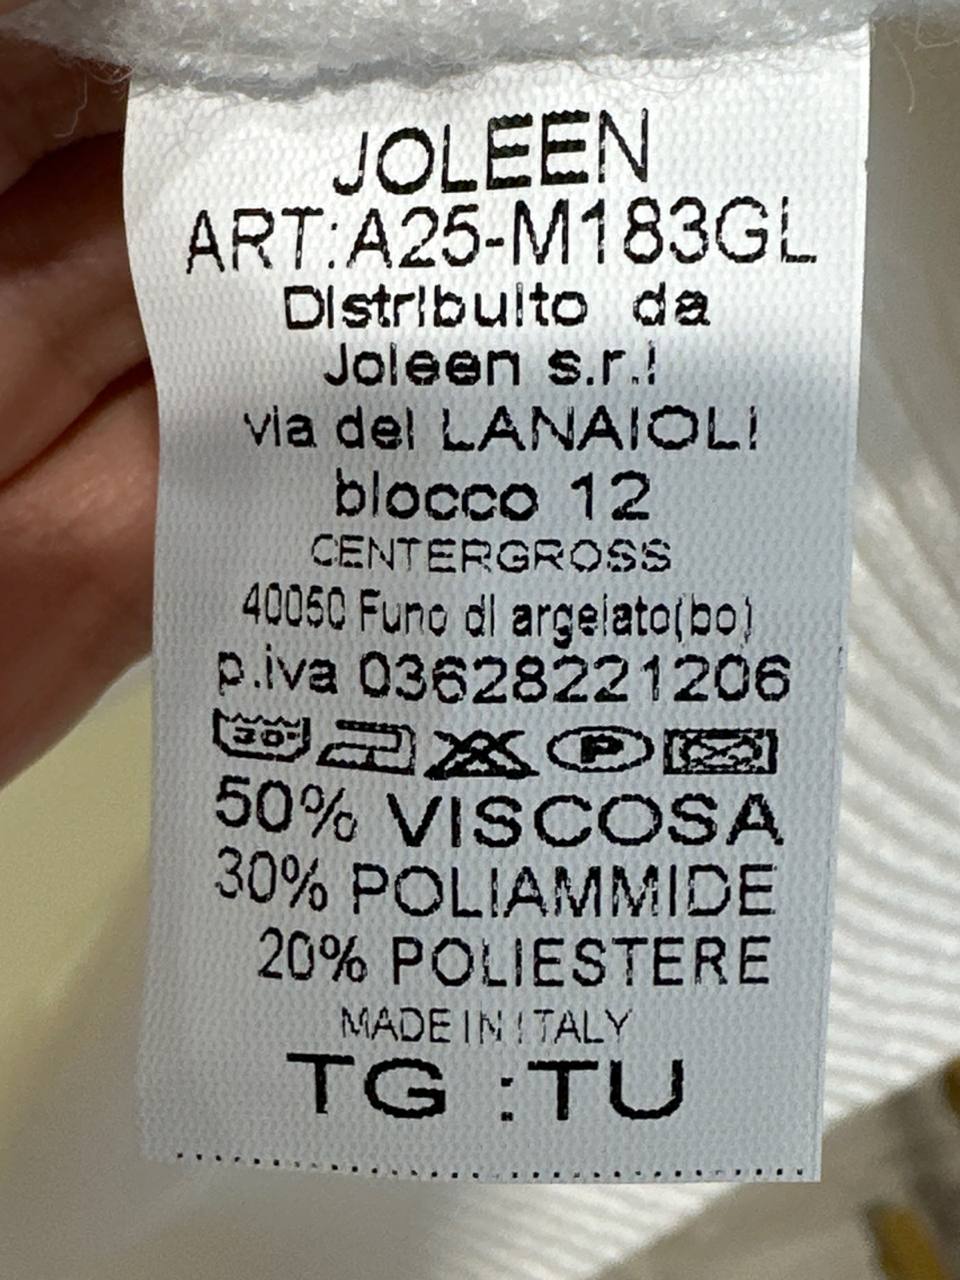 JOLEEN
ART:A25-M183GL
Distribuito da
Joleen s.r.l
via dei LANAIOLI
blocco 12
CENTERGROSS
40050 Funo di argelato(bo)
p.iva 03628221206
30° P
50% VISCOSA
30% POLIAMMIDE
20% POLIESTERE
MADE IN ITALY
TG :TU